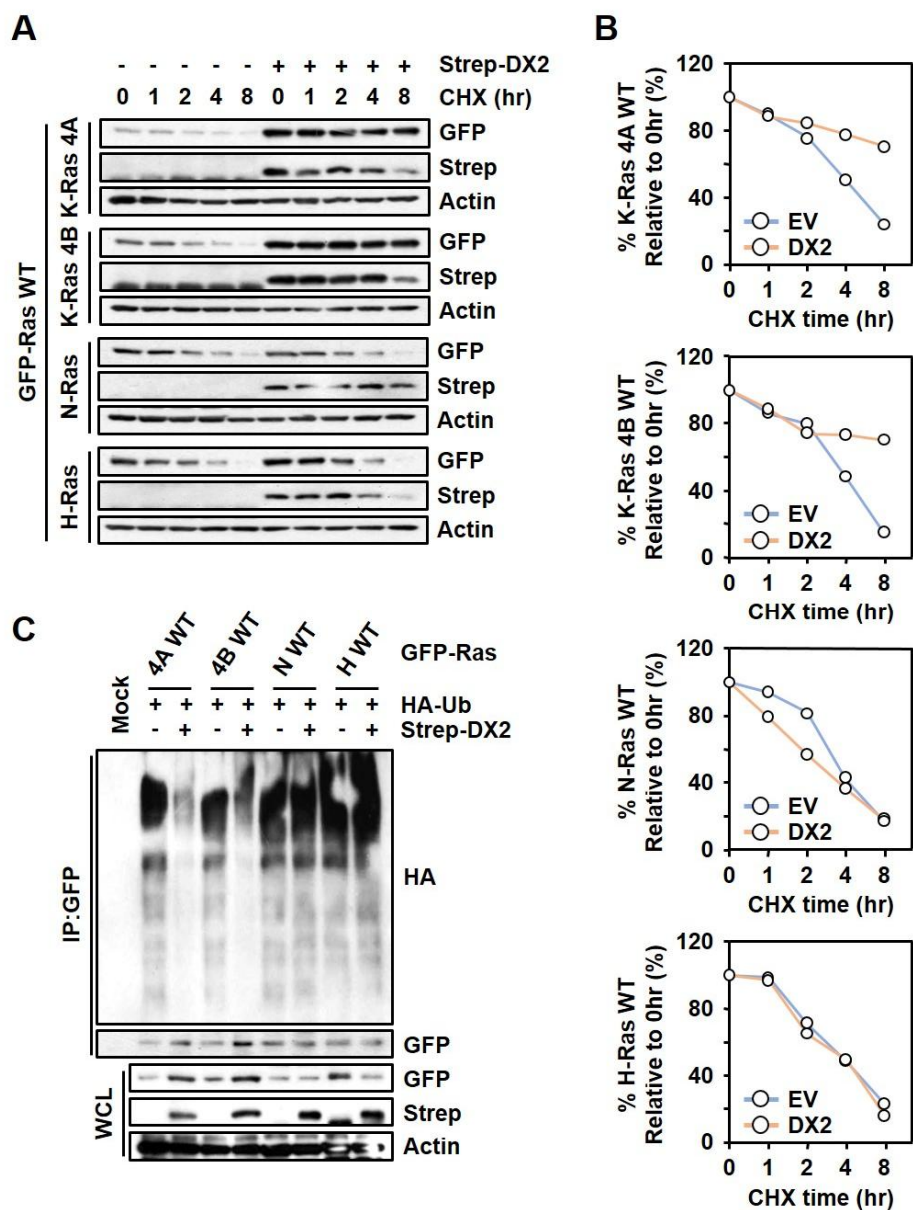 A
- - - - - + + + + + Strep-DX2
0 1 2 4 8 0 1 2 4 8 CHX (hr)
GFP-Ras WT
K-Ras 4A
GFP
Strep
Actin
K-Ras 4B
GFP
Strep
Actin
N-Ras
GFP
Strep
Actin
H-Ras
GFP
Strep
Actin
B
% K-Ras 4A WT
Relative to 0hr (%)
120
80
40
0
EV
DX2
0 1 2 4 8
CHX time (hr)
% K-Ras 4B WT
Relative to 0hr (%)
120
80
40
0
EV
DX2
0 1 2 4 8
CHX time (hr)
% N-Ras WT
Relative to 0hr (%)
120
80
40
0
EV
DX2
0 1 2 4 8
CHX time (hr)
% H-Ras WT
Relative to 0hr (%)
120
80
40
0
EV
DX2
0 1 2 4 8
CHX time (hr)
C
Mock 4A WT 4B WT N WT H WT GFP-Ras
+ + + + + + + + HA-Ub
- + - + - + - + Strep-DX2
IP:GFP
HA
GFP
WCL
GFP
Strep
Actin